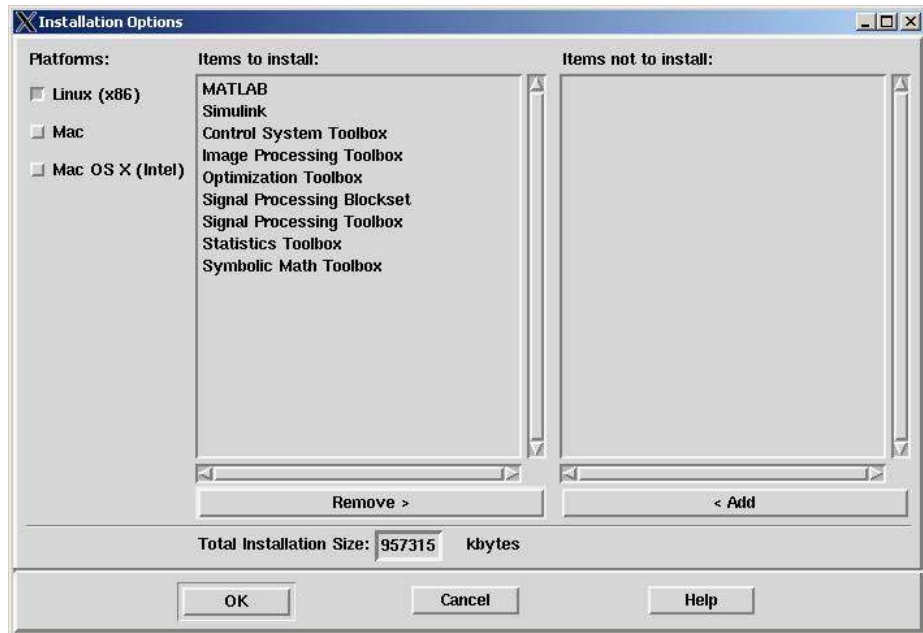 Installation Options
Platforms:
Linux (x86)
Mac
Mac OS X (Intel)
Items to install:
MATLAB
Simulink
Control System Toolbox
Image Processing Toolbox
Optimization Toolbox
Signal Processing Blockset
Signal Processing Toolbox
Statistics Toolbox
Symbolic Math Toolbox
Remove >
Items not to install:
< Add
Total Installation Size: 957315 kbytes
OK
Cancel
Help